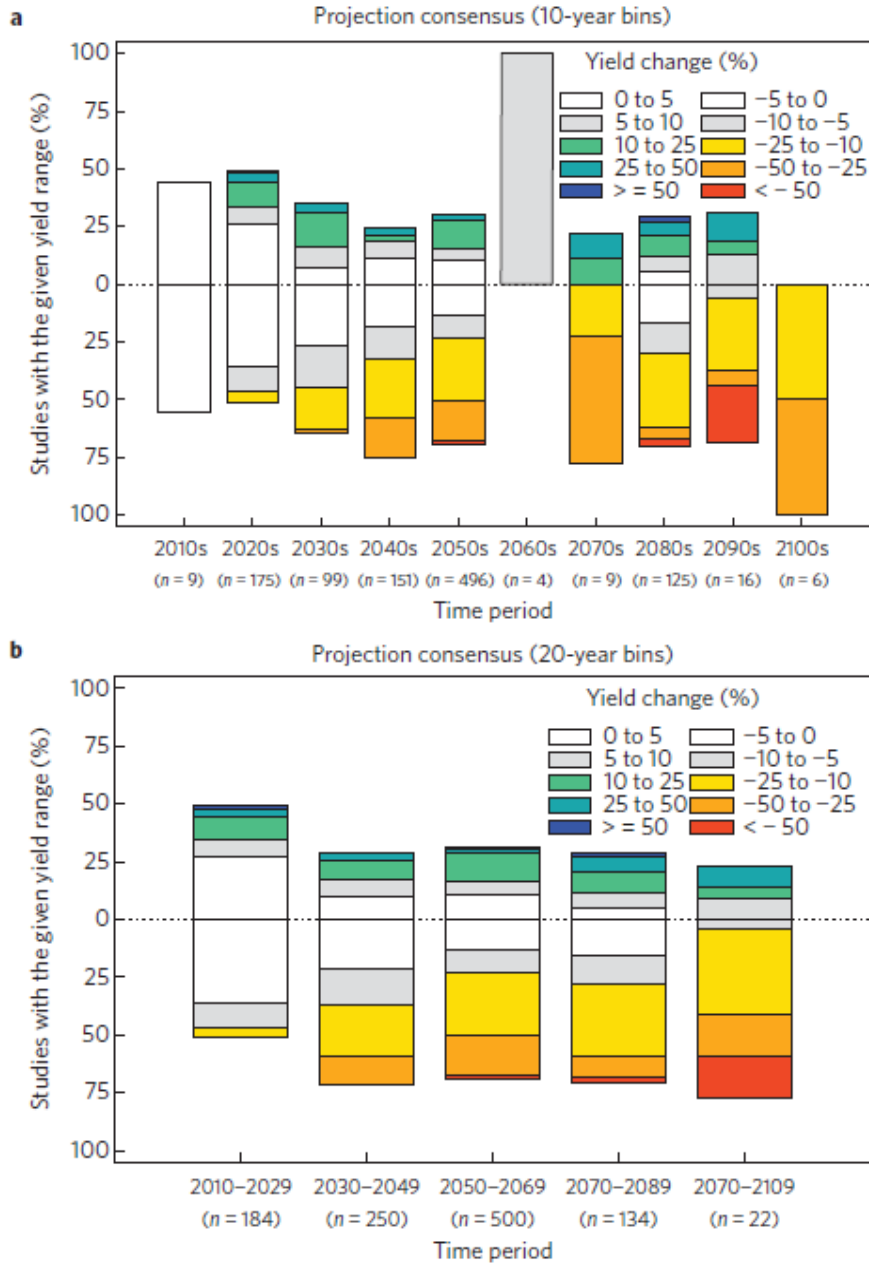 a
Projection consensus (10-year bins)
Studies with the given yield range (%)
100
75
50
25
0
25
50
75
100
Yield change (%)
0 to 5 −5 to 0
5 to 10 −10 to −5
10 to 25 −25 to −10
25 to 50 −50 to −25
> = 50 < − 50
2010s 2020s 2030s 2040s 2050s 2060s 2070s 2080s 2090s 2100s
(n = 9) (n = 175) (n = 99) (n = 151) (n = 496) (n = 4) (n = 9) (n = 125) (n = 16) (n = 6)
Time period
b
Projection consensus (20-year bins)
Studies with the given yield range (%)
100
75
50
25
0
25
50
75
100
Yield change (%)
0 to 5 −5 to 0
5 to 10 −10 to −5
10 to 25 −25 to −10
25 to 50 −50 to −25
> = 50 < − 50
2010–2029 2030–2049 2050–2069 2070–2089 2070–2109
(n = 184) (n = 250) (n = 500) (n = 134) (n = 22)
Time period